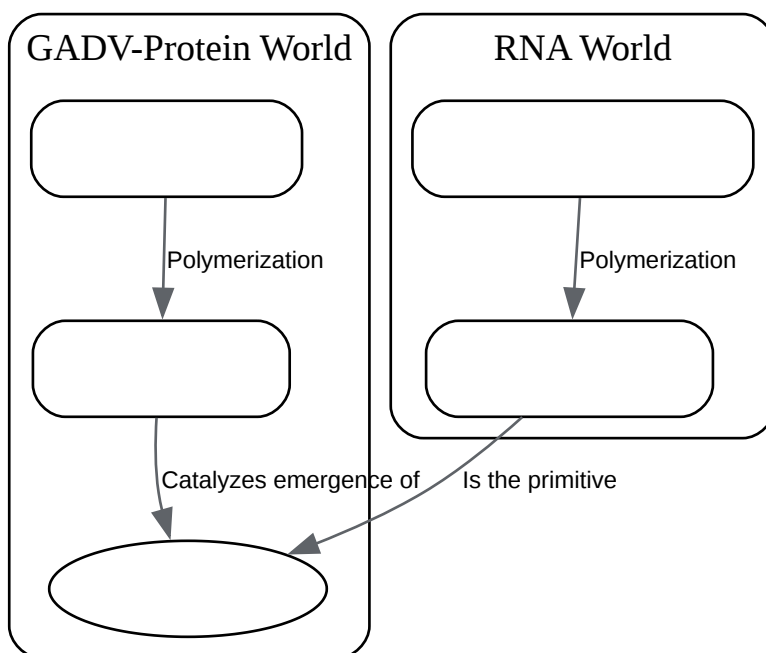 GADV-Protein World
RNA World
Polymerization
Polymerization
Catalyzes emergence of
Is the primitive